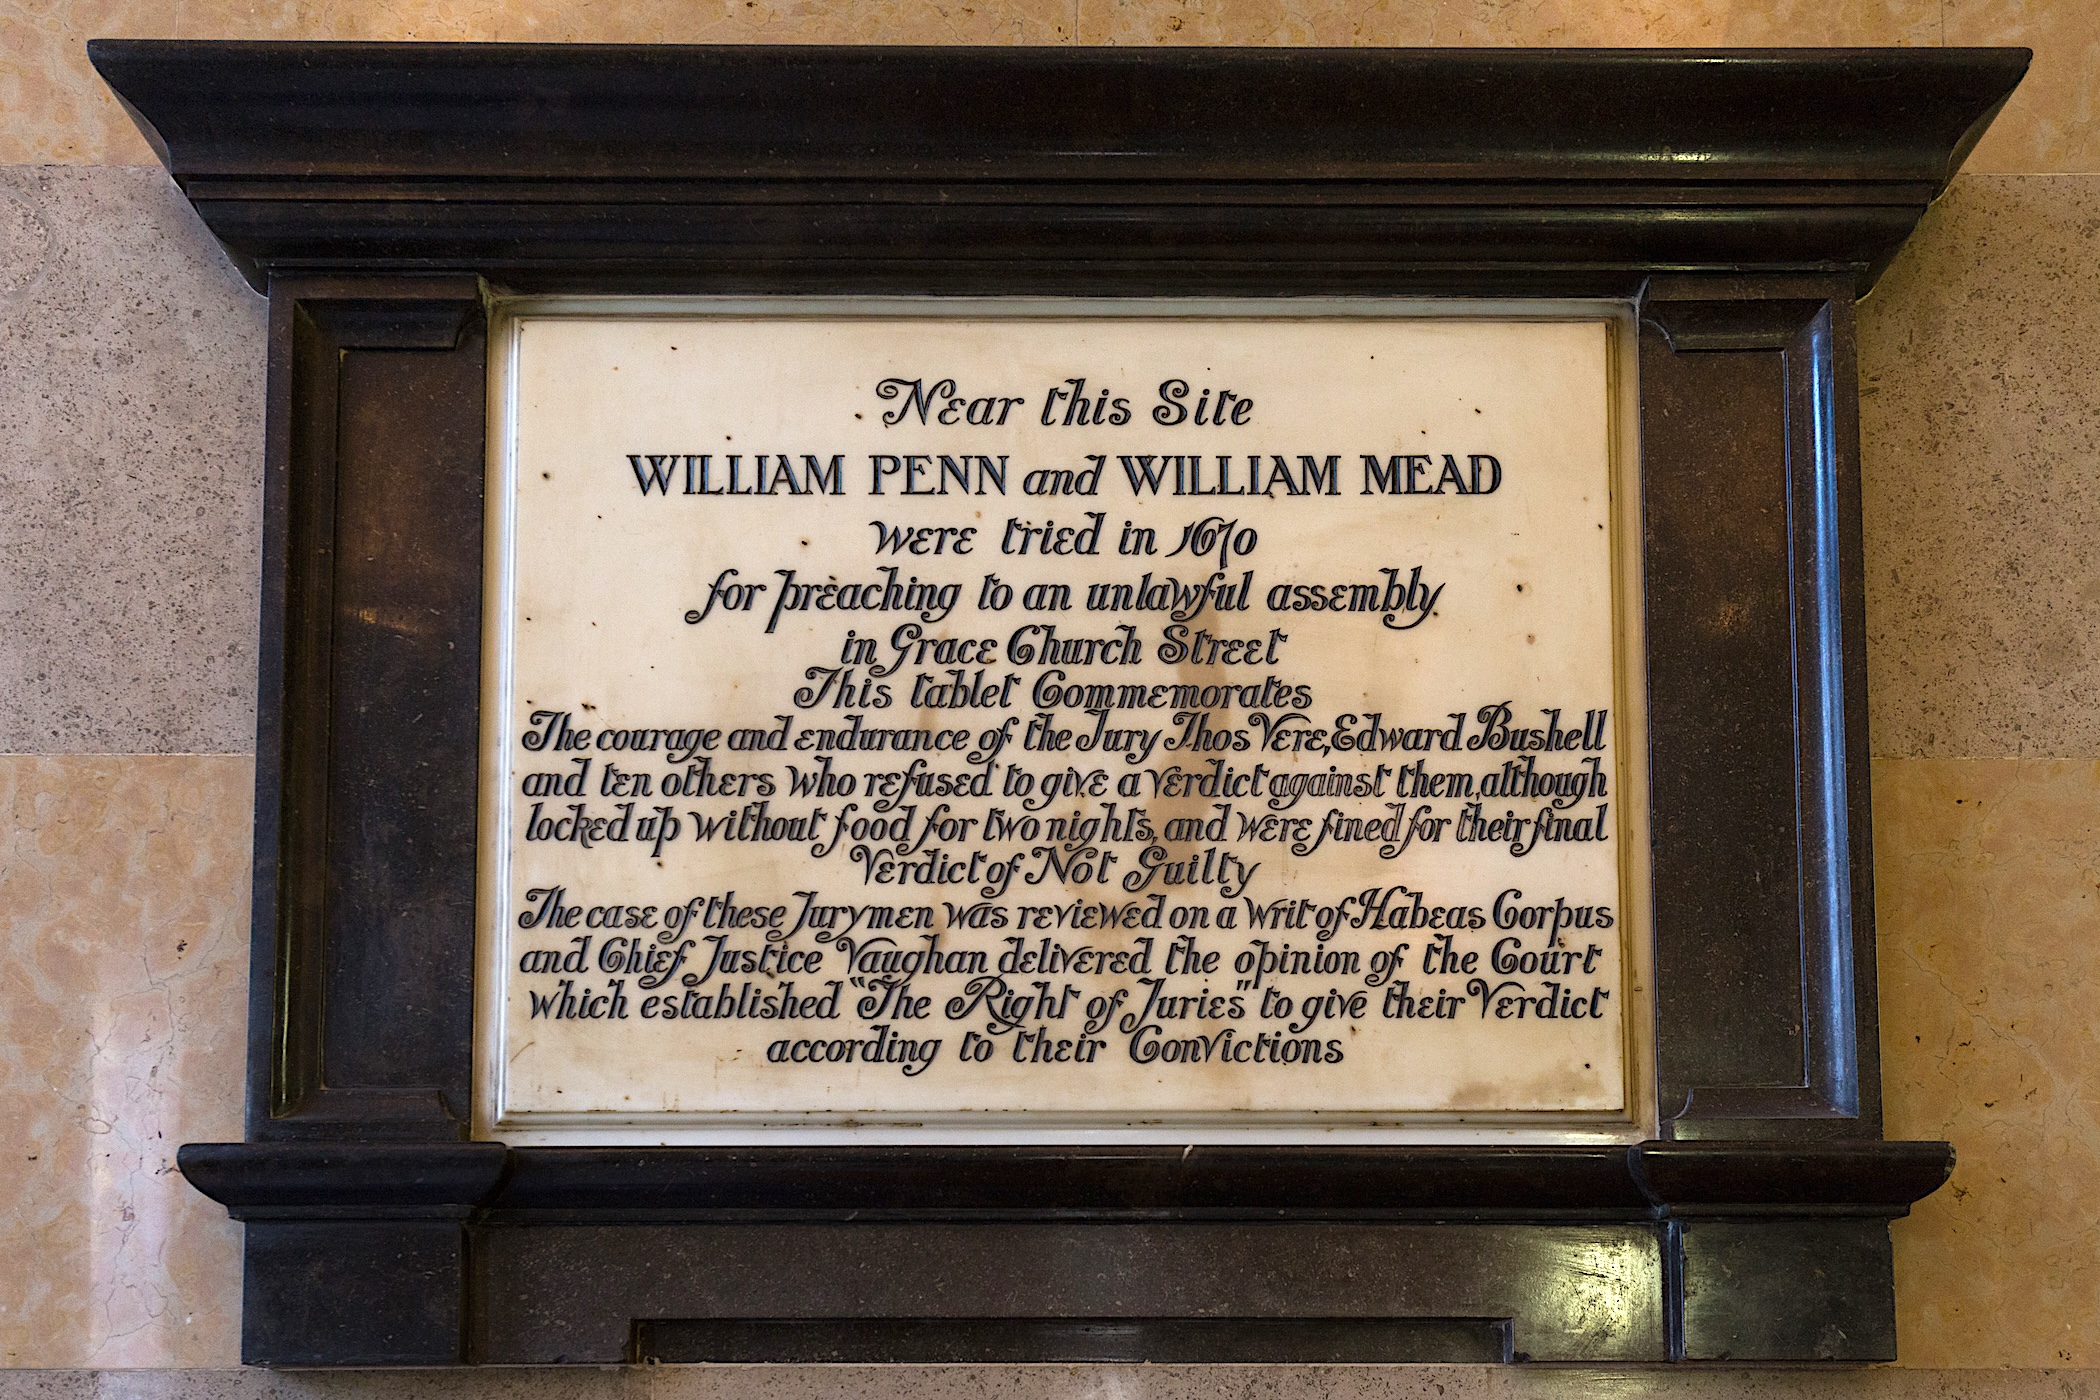 Near this Site
WILLIAM PENN and WILLIAM MEAD
were tried in 1670
for preaching to an unlawful assembly
in Grace Church Street
This tablet Commemorates
The courage and endurance of the Jury Thos Vere, Edward Bushell
and ten others who refused to give a verdict against them, although
locked up without food for two nights, and were fined for their final
Verdict of Not Guilty
The case of these Jurymen was reviewed on a writ of Habeas Corpus
and Chief Justice Vaughan delivered the opinion of the Court
which established "The Right of Juries" to give their Verdict
according to their Convictions